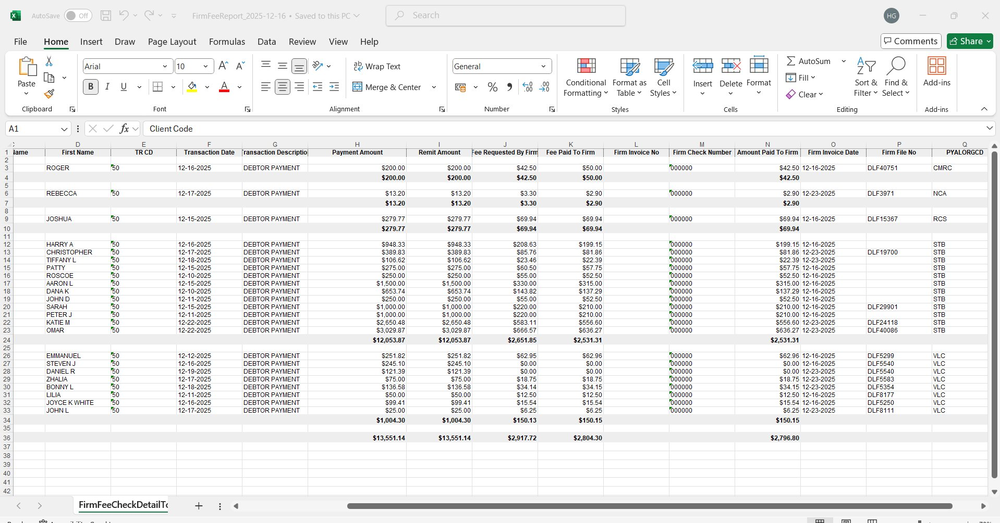 AutoSave Off FirmFeeReport_2025-12-16 • Saved to this PC Search HG
File Home Insert Draw Page Layout Formulas Data Review View Help Comments Share
Paste Arial 10 Wrap Text General Conditional Formatting Format as Table Cell Styles Insert Delete Format AutoSum Fill Clear Sort & Filter Find & Select Add-ins
B I U A Merge & Center % 9
Clipboard Font Alignment Number Styles Cells Editing Add-ins
A1 fx Client Code
D E F G H I J K L M N O P Q
1 Name First Name TR CD Transaction Date ransaction Descriptio Payment Amount Remit Amount Fee Requested By Firm Fee Paid To Firm Firm Invoice No Firm Check Number Amount Paid To Firm Firm Invoice Date Firm File No PYALORGCD
2
3 ROGER 50 12-16-2025 DEBTOR PAYMENT $200.00 $200.00 $42.50 $50.00 000000 $42.50 12-16-2025 DLF40751 CMRC
4 $200.00 $200.00 $42.50 $50.00 $42.50
5
6 REBECCA 50 12-17-2025 DEBTOR PAYMENT $13.20 $13.20 $3.30 $2.90 000000 $2.90 12-23-2025 DLF3971 NCA
7 $13.20 $13.20 $3.30 $2.90 $2.90
8
9 JOSHUA 50 12-15-2025 DEBTOR PAYMENT $279.77 $279.77 $69.94 $69.94 000000 $69.94 12-16-2025 DLF15367 RCS
10 $279.77 $279.77 $69.94 $69.94 $69.94
11
12 HARRY A 50 12-16-2025 DEBTOR PAYMENT $948.33 $948.33 $208.63 $199.15 000000 $199.15 12-16-2025 STB
13 CHRISTOPHER 50 12-17-2025 DEBTOR PAYMENT $389.83 $389.83 $85.76 $81.86 000000 $81.86 12-23-2025 DLF19700 STB
14 TIFFANY L 50 12-18-2025 DEBTOR PAYMENT $106.62 $106.62 $23.46 $22.39 000000 $22.39 12-23-2025 STB
15 PATTY 50 12-15-2025 DEBTOR PAYMENT $275.00 $275.00 $60.50 $57.75 000000 $57.75 12-16-2025 STB
16 ROSCOE 50 12-10-2025 DEBTOR PAYMENT $250.00 $250.00 $55.00 $52.50 000000 $52.50 12-16-2025 STB
17 AARON L 50 12-15-2025 DEBTOR PAYMENT $1,500.00 $1,500.00 $330.00 $315.00 000000 $315.00 12-16-2025 STB
18 DANA K 50 12-10-2025 DEBTOR PAYMENT $653.74 $653.74 $143.82 $137.29 000000 $137.29 12-16-2025 STB
19 JOHN D 50 12-11-2025 DEBTOR PAYMENT $250.00 $250.00 $55.00 $52.50 000000 $52.50 12-16-2025 STB
20 SARAH 50 12-15-2025 DEBTOR PAYMENT $1,000.00 $1,000.00 $220.00 $210.00 000000 $210.00 12-16-2025 DLF29901 STB
21 PETER J 50 12-11-2025 DEBTOR PAYMENT $1,000.00 $1,000.00 $220.00 $210.00 000000 $210.00 12-16-2025 STB
22 KATIE M 50 12-22-2025 DEBTOR PAYMENT $2,650.48 $2,650.48 $583.11 $556.60 000000 $556.60 12-23-2025 DLF24118 STB
23 OMAR 50 12-22-2025 DEBTOR PAYMENT $3,029.87 $3,029.87 $666.57 $636.27 000000 $636.27 12-23-2025 DLF40086 STB
24 $12,053.87 $12,053.87 $2,651.85 $2,531.31 $2,531.31
25
26 EMMANUEL 50 12-12-2025 DEBTOR PAYMENT $251.82 $251.82 $62.95 $62.96 000000 $62.96 12-16-2025 DLF5299 VLC
27 STEVEN J 50 12-16-2025 DEBTOR PAYMENT $245.10 $245.10 $0.00 $0.00 000000 $0.00 12-16-2025 DLF5540 VLC
28 DANIEL R 50 12-19-2025 DEBTOR PAYMENT $121.39 $121.39 $0.00 $0.00 000000 $0.00 12-23-2025 DLF5540 VLC
29 ZHALIA 50 12-17-2025 DEBTOR PAYMENT $75.00 $75.00 $18.75 $18.75 000000 $18.75 12-23-2025 DLF5583 VLC
30 BONNY L 50 12-18-2025 DEBTOR PAYMENT $136.58 $136.58 $34.14 $34.15 000000 $34.15 12-23-2025 DLF5354 VLC
31 LILIA 50 12-11-2025 DEBTOR PAYMENT $50.00 $50.00 $12.50 $12.50 000000 $12.50 12-16-2025 DLF8177 VLC
32 JOYCE K WHITE 50 12-16-2025 DEBTOR PAYMENT $99.41 $99.41 $15.54 $15.54 000000 $15.54 12-16-2025 DLF5250 VLC
33 JOHN L 50 12-17-2025 DEBTOR PAYMENT $25.00 $25.00 $6.25 $6.25 000000 $6.25 12-23-2025 DLF8111 VLC
34 $1,004.30 $1,004.30 $150.13 $150.15 $150.15
35
36 $13,551.14 $13,551.14 $2,917.72 $2,804.30 $2,796.80
37
38
39
40
41
42
FirmFeeCheckDetailTo